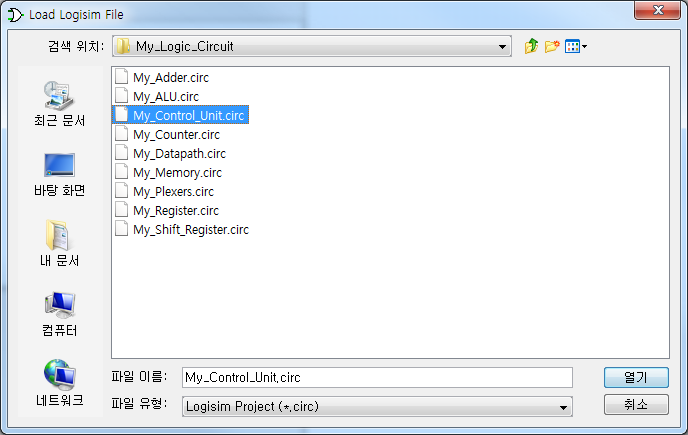 Load Logisim File
검색 위치: My_Logic_Circuit
My_Adder.circ
My_ALU.circ
My_Control_Unit.circ
My_Counter.circ
My_Datapath.circ
My_Memory.circ
My_Plexers.circ
My_Register.circ
My_Shift_Register.circ
최근 문서
바탕 화면
내 문서
컴퓨터
네트워크
파일 이름: My_Control_Unit.circ 열기
파일 유형: Logisim Project (*.circ) 취소